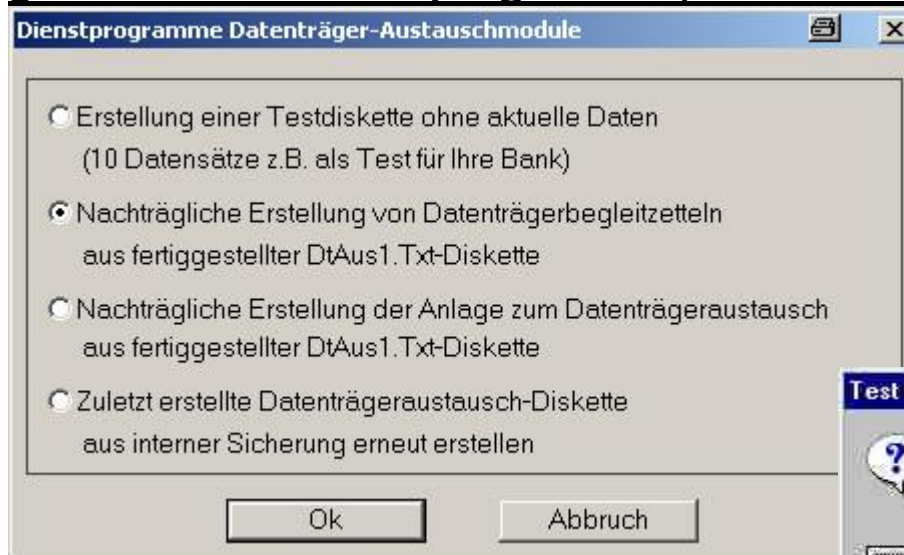 Dienstprogramme Datenträger-Austauschmodule
Erstellung einer Testdiskette ohne aktuelle Daten
(10 Datensätze z.B. als Test für Ihre Bank)
Nachträgliche Erstellung von Datenträgerbegleitzetteln
aus fertiggestellter DtAus1.Txt-Diskette
Nachträgliche Erstellung der Anlage zum Datenträgeraustausch
aus fertiggestellter DtAus1.Txt-Diskette
Zuletzt erstellte Datenträgeraustausch-Diskette
aus interner Sicherung erneut erstellen
Test
Ok Abbruch